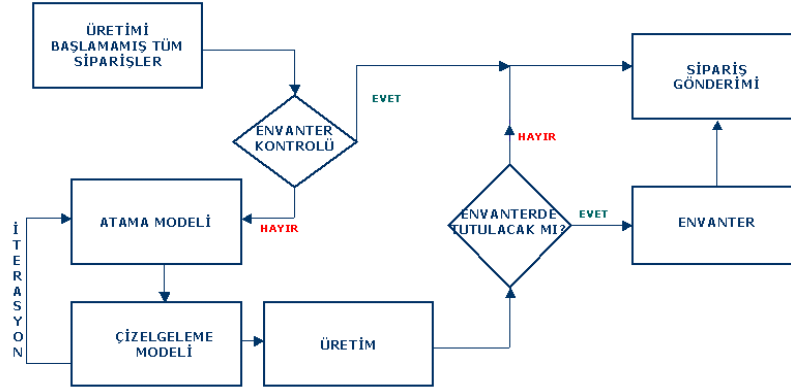 ÜRETİMİ
BAŞLAMAMIŞ TÜM
SİPARİŞLER
SİPARİŞ
GÖNDERİMİ
EVET
ENVANTER
KONTROLÜ
HAYIR
ATAMA MODELİ
HAYIR
ENVANTERDE
TUTULACAK MI?
EVET
ENVANTER
İTERASYON
ÇİZELGELEME
MODELİ
ÜRETİM